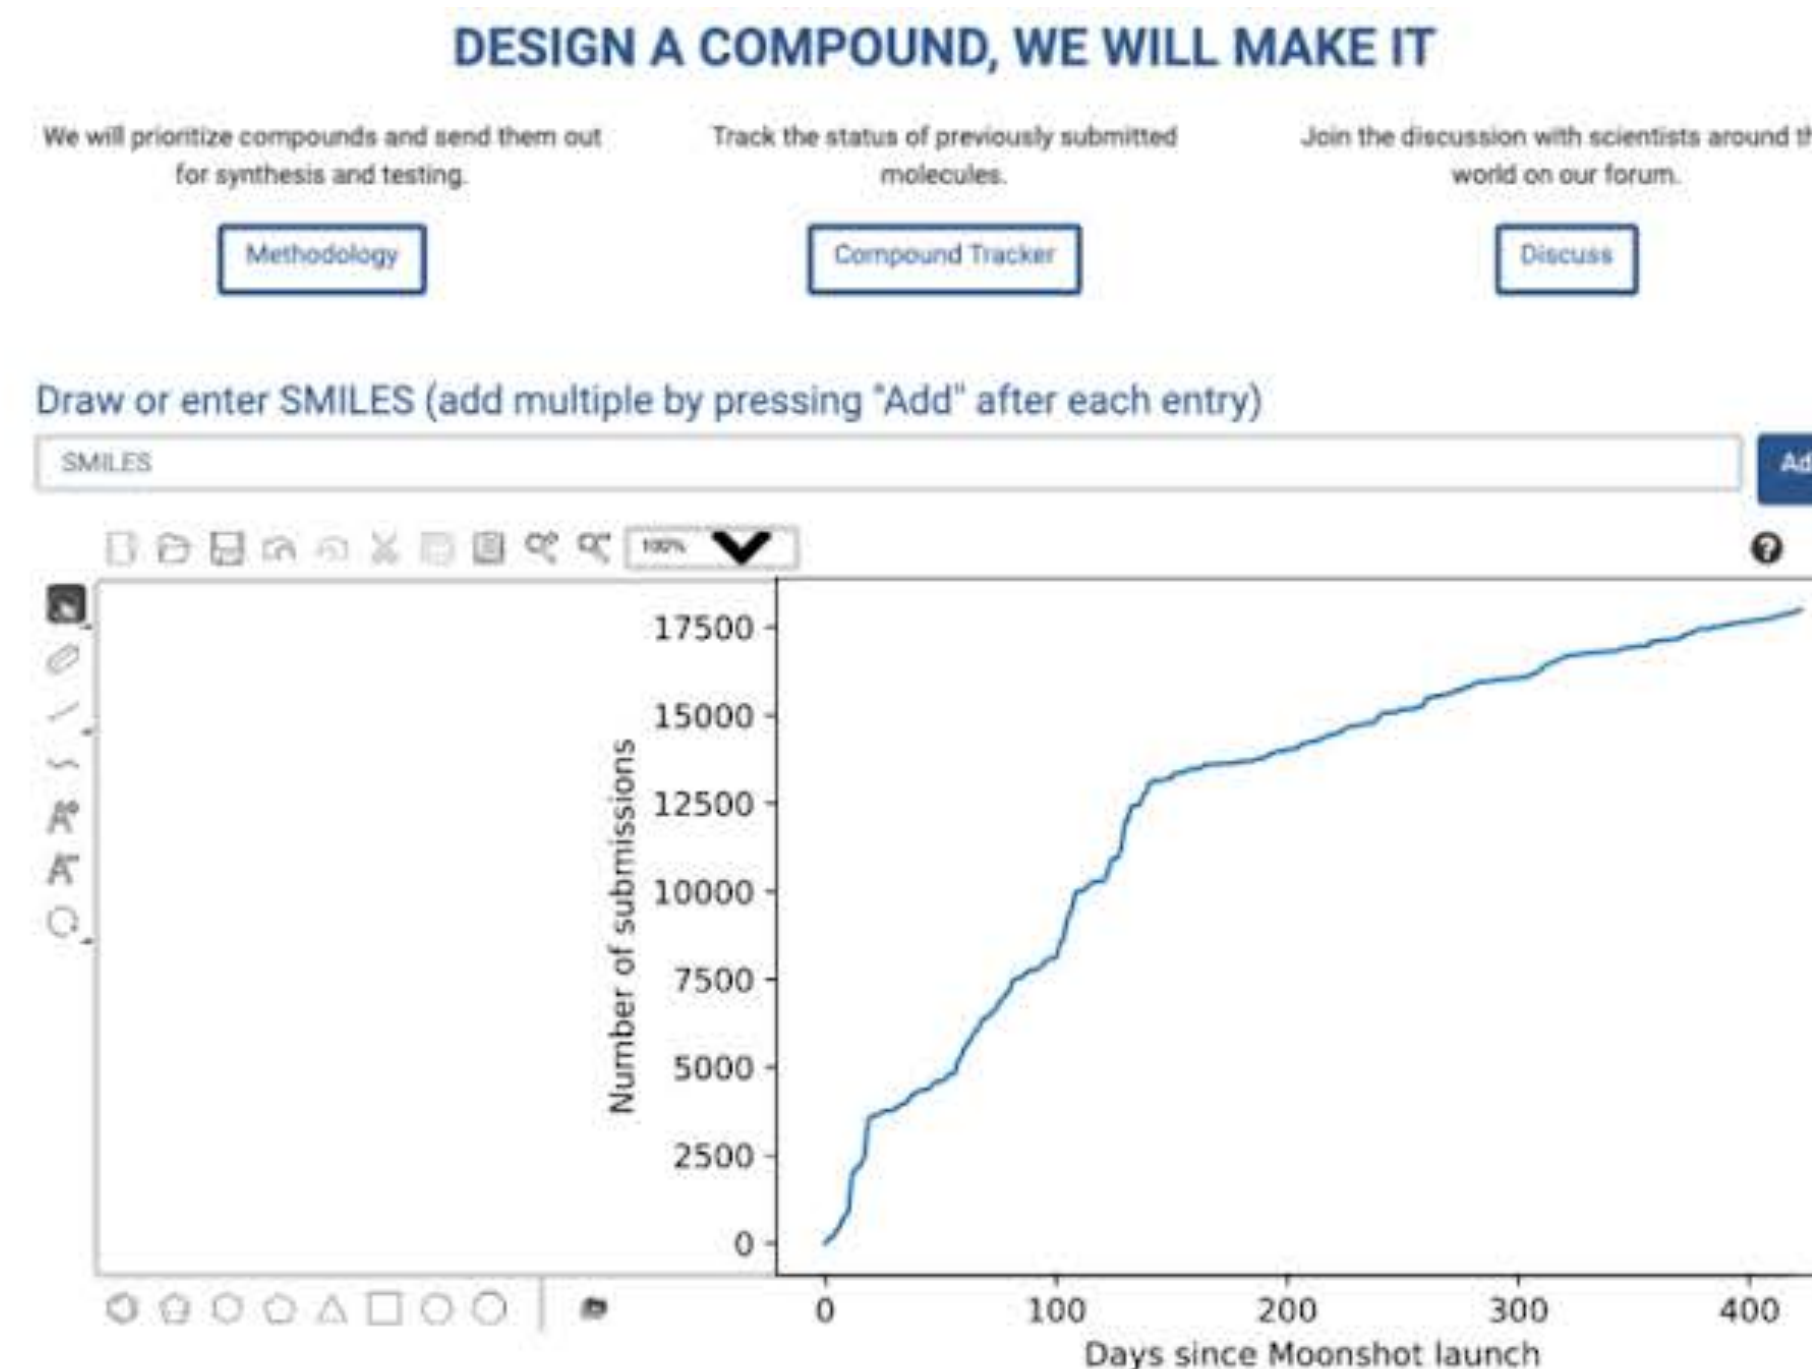 DESIGN A COMPOUND, WE WILL MAKE IT
We will prioritize compounds and send them out
for synthesis and testing.
Methodology
Track the status of previously submitted
molecules.
Compound Tracker
Join the discussion with scientists around th
world on our forum.
Discuss
Draw or enter SMILES (add multiple by pressing "Add" after each entry)
SMILES
Ad
100%
?
17500
15000
12500
10000
7500
5000
2500
0
Number of submissions
0 100 200 300 400
Days since Moonshot launch